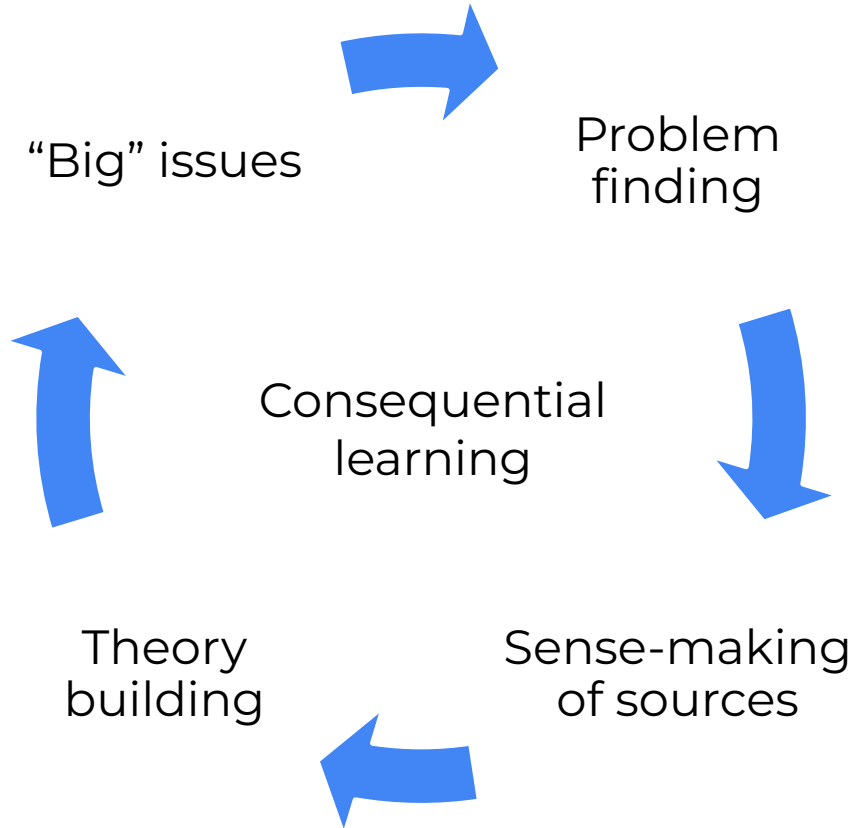 “Big” issues
Problem
finding
Consequential
learning
Theory
building
Sense-making
of sources